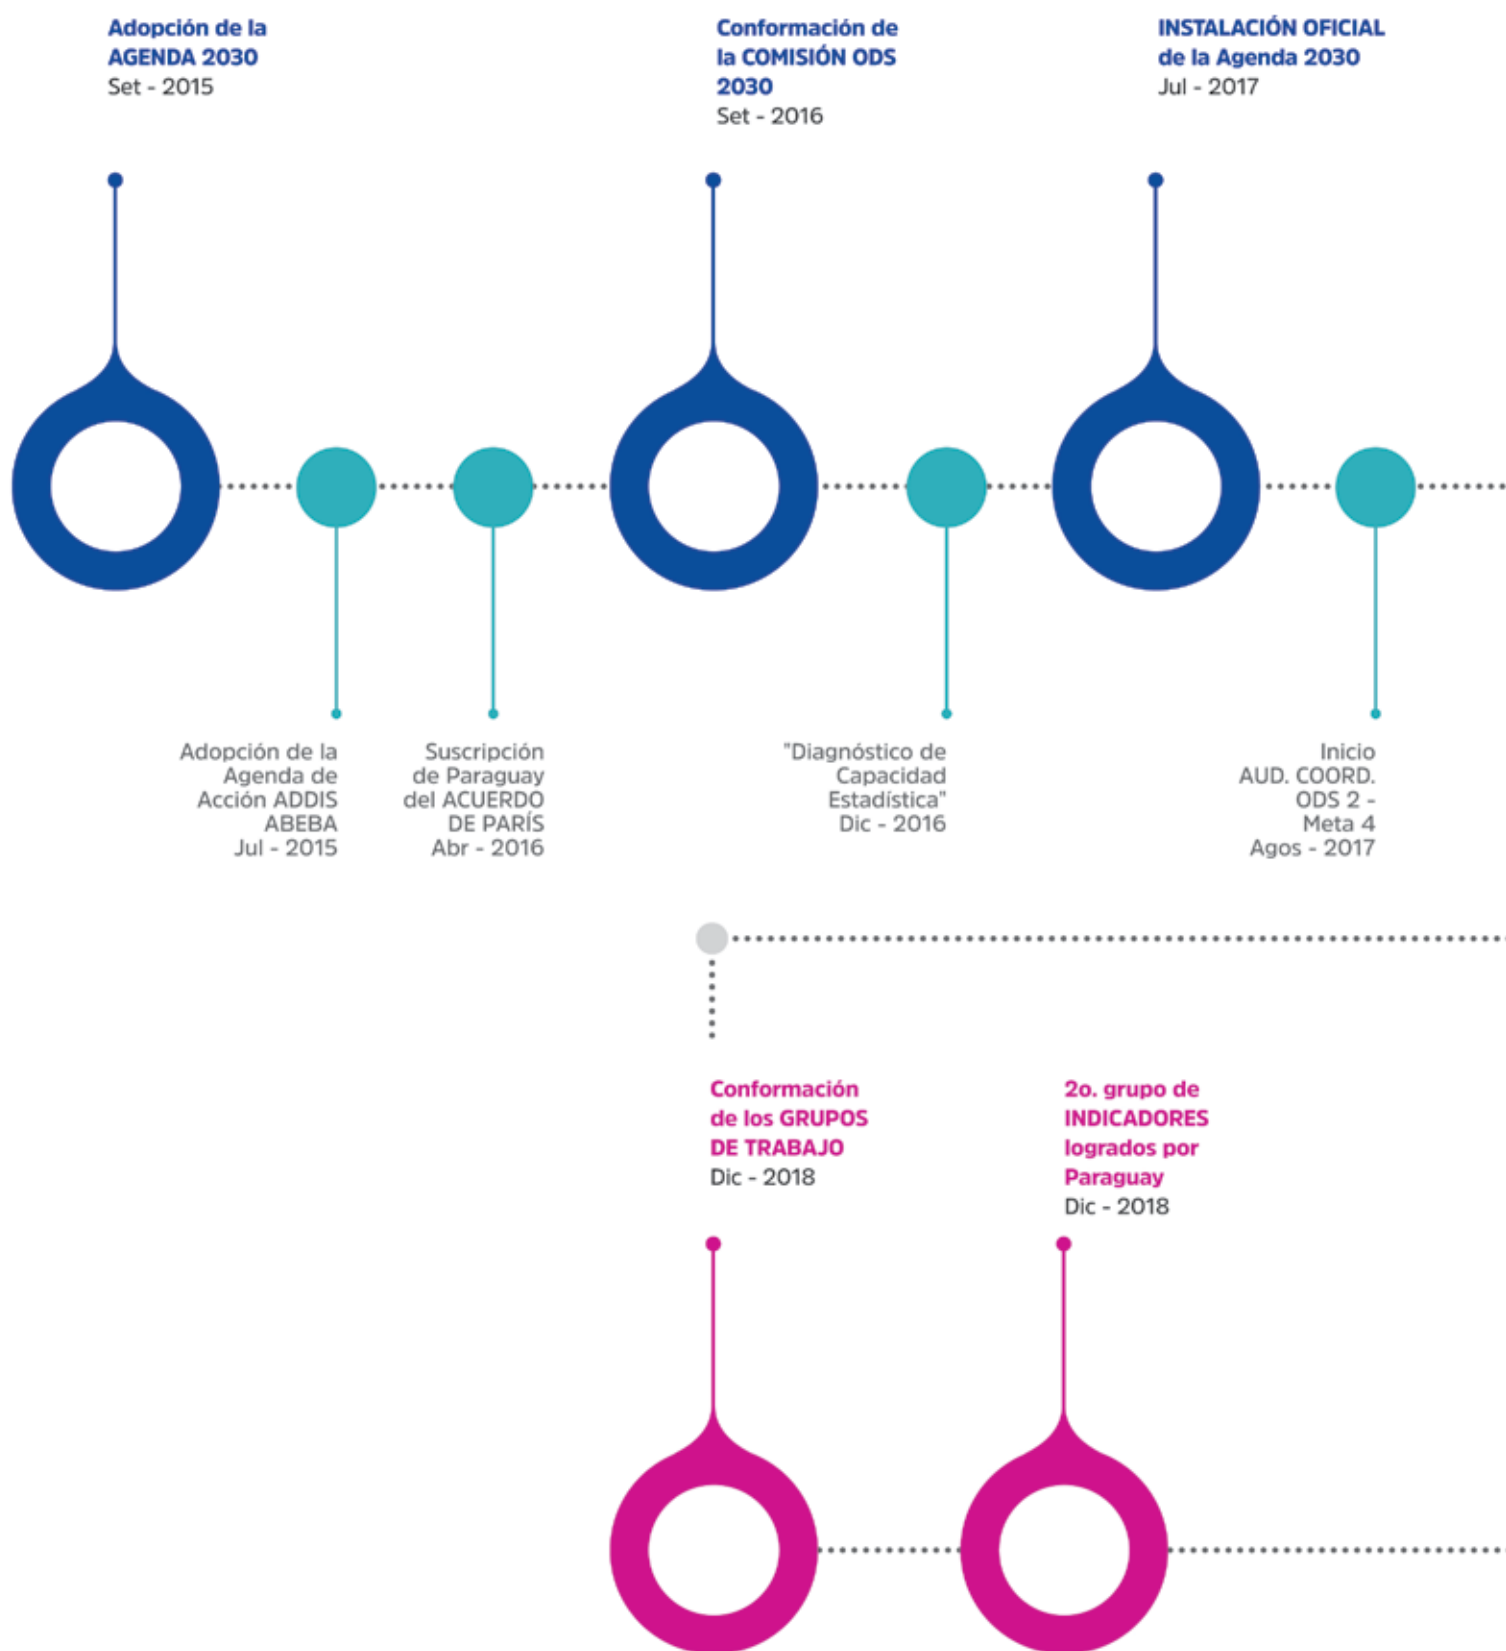 Adopción de la
AGENDA 2030
Set - 2015
Conformación de
la COMISIÓN ODS
2030
Set - 2016
INSTALACIÓN OFICIAL
de la Agenda 2030
Jul - 2017
Adopción de la
Agenda de
Acción ADDIS
ABEBA
Jul - 2015
Suscripción
de Paraguay
del ACUERDO
DE PARÍS
Abr - 2016
"Diagnóstico de
Capacidad
Estadística"
Dic - 2016
Inicio
AUD. COORD.
ODS 2 -
Meta 4
Agos - 2017
Conformación
de los GRUPOS
DE TRABAJO
Dic - 2018
2o. grupo de
INDICADORES
logrados por
Paraguay
Dic - 2018